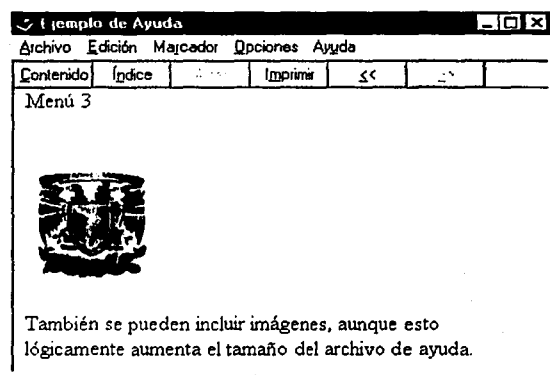 Ejemplo de Ayuda
Archivo Edición Marcador Opciones Ayuda
Contenido Índice Imprimir << >>
Menú 3
También se pueden incluir imágenes, aunque esto
lógicamente aumenta el tamaño del archivo de ayuda.